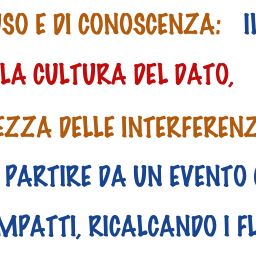 USO E DI CONOSCENZA: I
LA CULTURA DEL DATO,
EZZA DELLE INTERFERENZ
PARTIRE DA UN EVENTO
MPATTI, RICALCANDO I FL